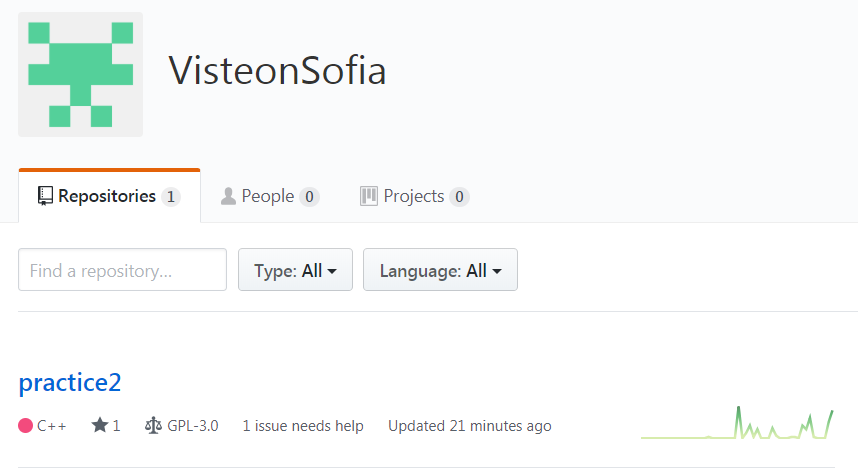 VisteonSofia
Repositories 1 People 0 Projects 0
Find a repository... Type: All Language: All
practice2
C++ 1 GPL-3.0 1 issue needs help Updated 21 minutes ago